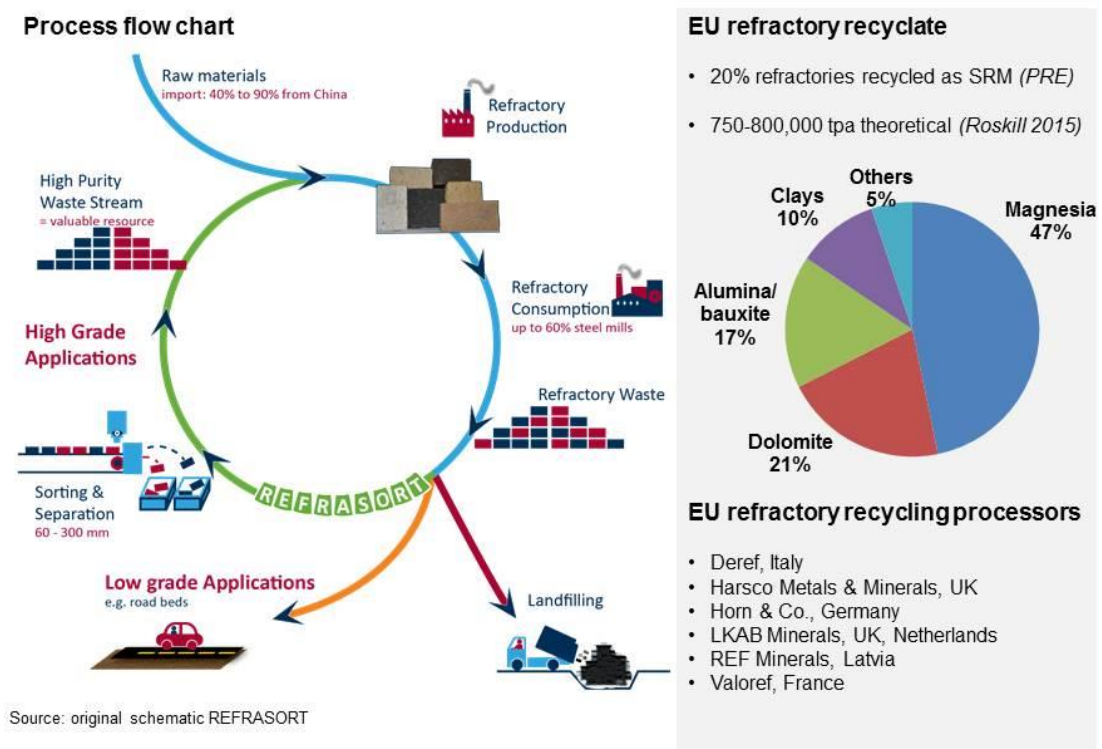 Process flow chart
Raw materials
import: 40% to 90% from China
Refractory
Production
High Purity
Waste Stream
= valuable resource
Refractory
Consumption
up to 60% steel mills
High Grade
Applications
Refractory Waste
Sorting &
Separation
60 - 300 mm
REFRASORT
Low grade Applications
e.g. road beds
Landfilling
Source: original schematic REFRASORT
EU refractory recyclate
• 20% refractories recycled as SRM (PRE)
• 750-800,000 tpa theoretical (Roskill 2015)
Others
5%
Clays
10%
Magnesia
47%
Alumina/
bauxite
17%
Dolomite
21%
EU refractory recycling processors
• Deref, Italy
• Harsco Metals & Minerals, UK
• Horn & Co., Germany
• LKAB Minerals, UK, Netherlands
• REF Minerals, Latvia
• Valoref, France